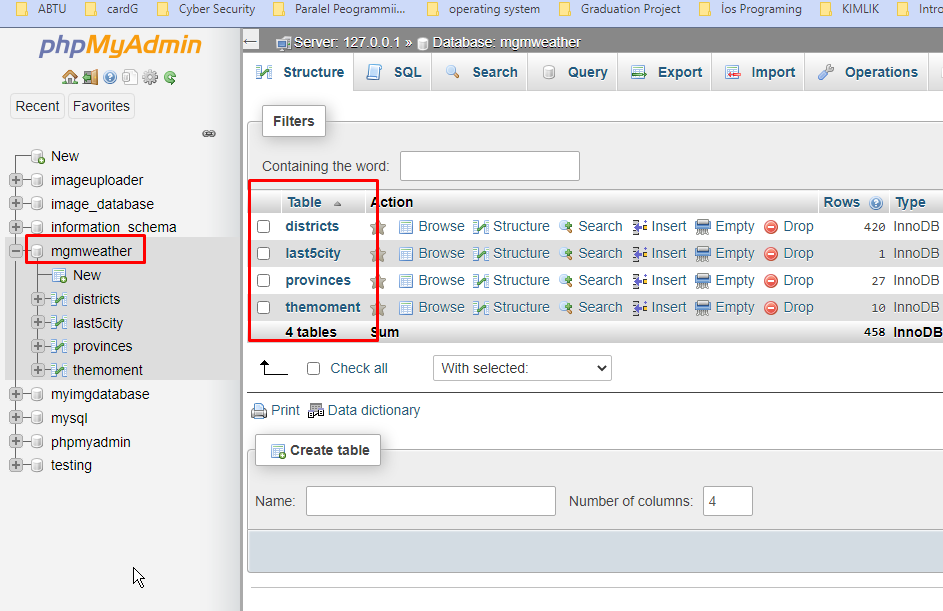 ABTU cardG Cyber Security Paralel Peogrammii... operating system Graduation Project İos Programing KIMLIK Intro
phpMyAdmin
Recent Favorites
New
imageuploader
image_database
information_schema
mgmweather
New
districts
last5city
provinces
themoment
myimgdatabase
mysql
phpmyadmin
testing
Server: 127.0.0.1 » Database: mgmweather
Structure SQL Search Query Export Import Operations
Filters
Containing the word:
Table Action Rows Type
districts Browse Structure Search Insert Empty Drop 420 InnoDB
last5city Browse Structure Search Insert Empty Drop 1 InnoDB
provinces Browse Structure Search Insert Empty Drop 27 InnoDB
themoment Browse Structure Search Insert Empty Drop 10 InnoDB
4 tables Sum 458 InnoDB
Check all With selected:
Print Data dictionary
Create table
Name: Number of columns: 4